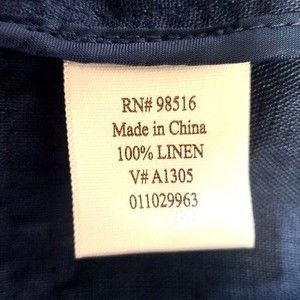 RN# 98516
Made in China
100% LINEN
V# A1305
011029963